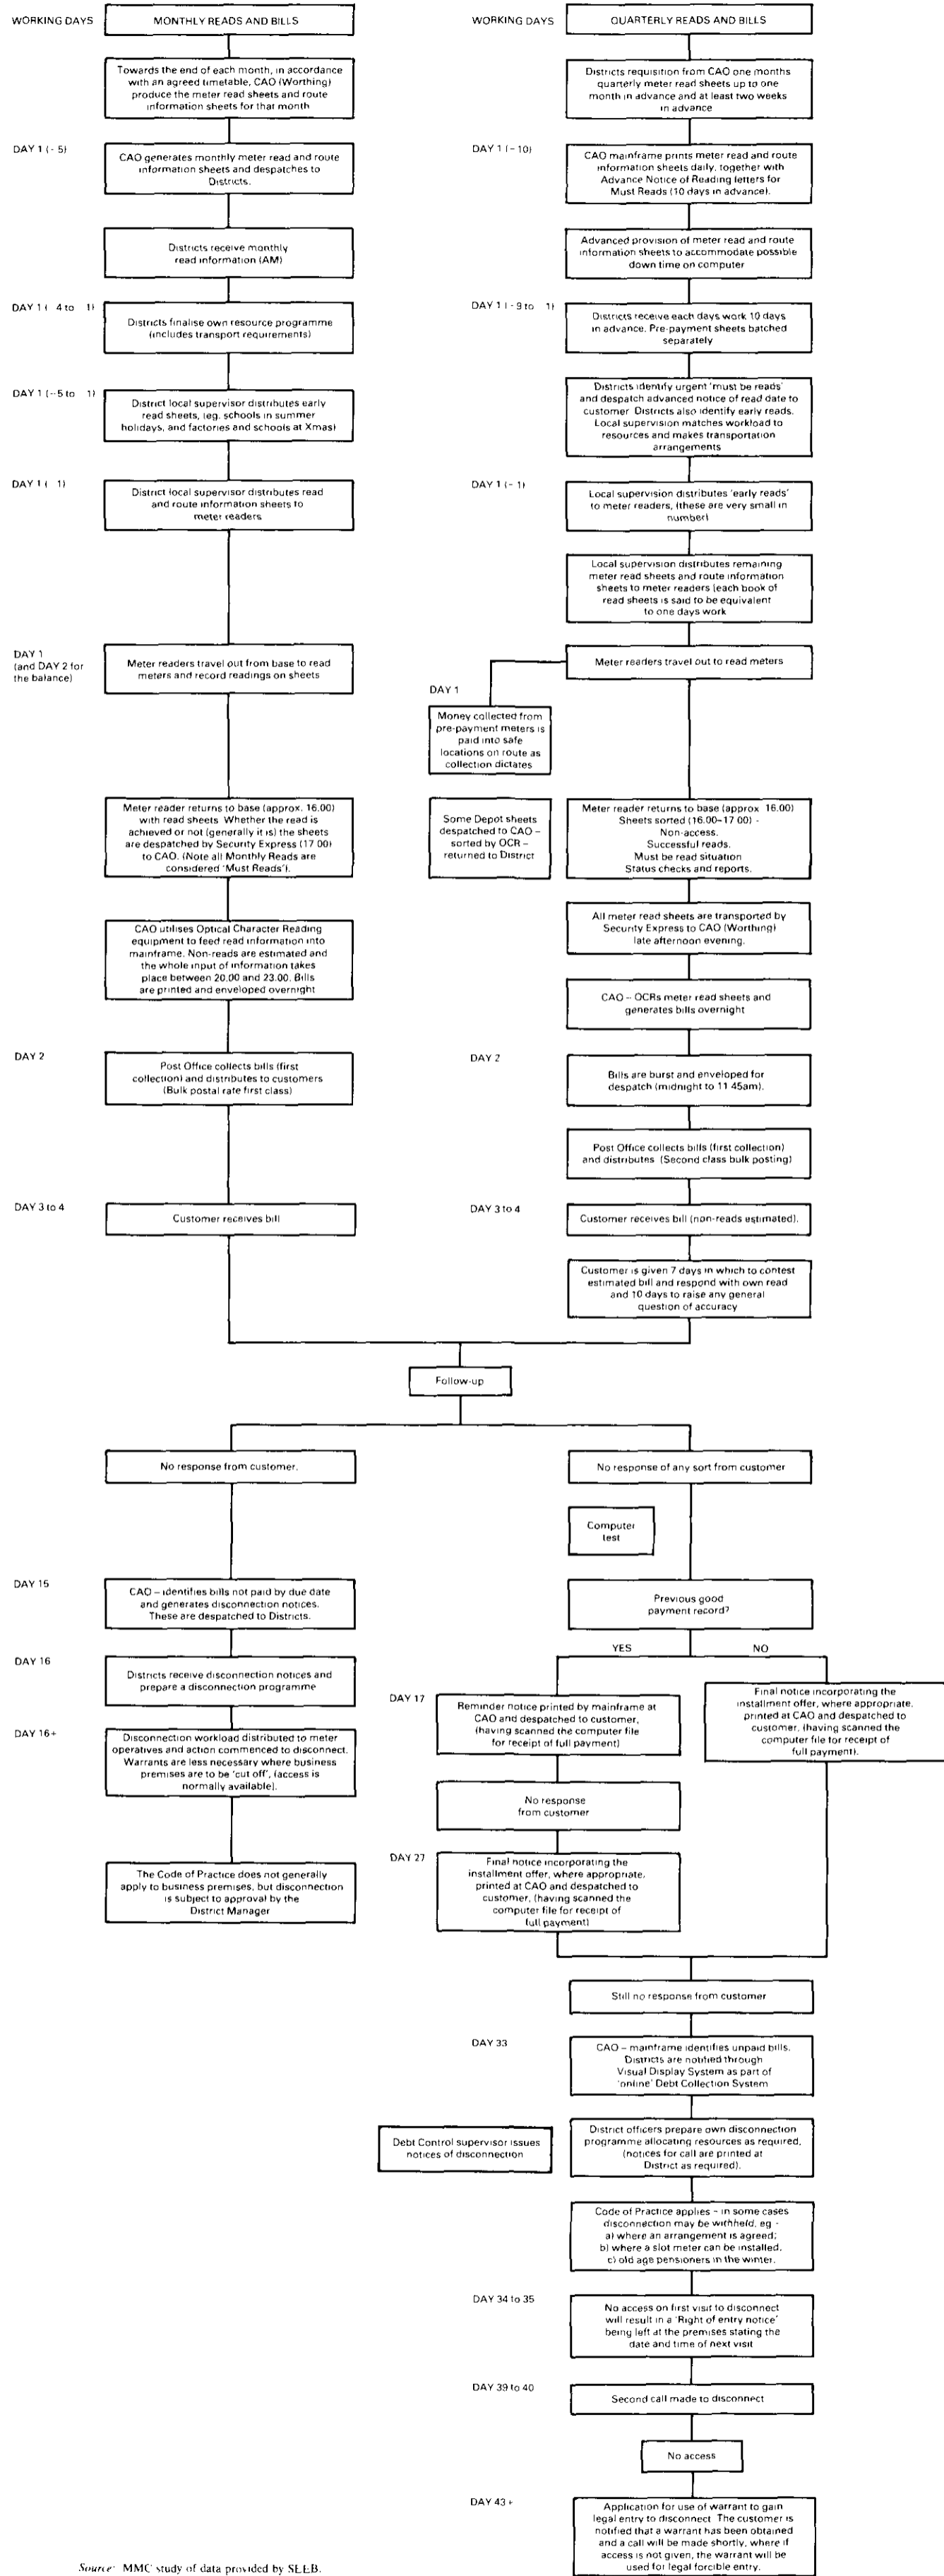 WORKING DAYS
MONTHLY READS AND BILLS
Towards the end of each month, in accordance
with an agreed timetable, CAO (Worthing)
produce the meter read sheets and route
information sheets for that month
DAY 1 (- 5)
CAO generates monthly meter read and route
information sheets and despatches to
Districts.
Districts receive monthly
read information (AM)
DAY 1 ( 4 to 1)
Districts finalise own resource programme
(includes transport requirements)
DAY 1 (-5 to 1)
District local supervisor distributes early
read sheets, (eg. schools in summer
holidays, and factories and schools at Xmas)
DAY 1 ( 1)
District local supervisor distributes read
and route information sheets to
meter readers
DAY 1
(and DAY 2 for
the balance)
Meter readers travel out from base to read
meters and record readings on sheets
Meter reader returns to base (approx. 16.00)
with read sheets Whether the read is
achieved or not (generally it is) the sheets
are despatched by Security Express (17 00)
to CAO. (Note all Monthly Reads are
considered 'Must Reads').
CAO utilises Optical Character Reading
equipment to feed read information into
mainframe. Non-reads are estimated and
the whole input of information takes
place between 20.00 and 23.00. Bills
are printed and enveloped overnight
DAY 2
Post Office collects bills (first
collection) and distributes to customers
(Bulk postal rate first class)
DAY 3 to 4
Customer receives bill
WORKING DAYS
QUARTERLY READS AND BILLS
Districts requisition from CAO one months
quarterly meter read sheets up to one
month in advance and at least two weeks
in advance
DAY 1 (-10)
CAO mainframe prints meter read and route
information sheets daily, together with
Advance Notice of Reading letters for
Must Reads (10 days in advance).
Advanced provision of meter read and route
information sheets to accommodate possible
down time on computer
DAY 1 (-9 to 1)
Districts receive each days work 10 days
in advance. Pre-payment sheets batched
separately
Districts identify urgent 'must be reads'
and despatch advanced notice of read date to
customer Districts also identify early reads.
Local supervision matches workload to
resources and makes transportation
arrangements
DAY 1 (- 1)
Local supervision distributes 'early reads'
to meter readers, (these are very small in
number)
Local supervision distributes remaining
meter read sheets and route information
sheets to meter readers (each book of
read sheets is said to be equivalent
to one days work
Meter readers travel out to read meters
DAY 1
Money collected from
pre-payment meters is
paid into safe
locations on route as
collection dictates
Some Depot sheets
despatched to CAO –
sorted by OCR –
returned to District
Meter reader returns to base (approx 16.00)
Sheets sorted (16.00-17 00) -
Non-access.
Successful reads.
Must be read situation
Status checks and reports.
All meter read sheets are transported by
Security Express to CAO (Worthing)
late afternoon evening.
CAO – OCRs meter read sheets and
generates bills overnight
DAY 2
Bills are burst and enveloped for
despatch (midnight to 11 45am).
Post Office collects bills (first collection)
and distributes (Second class bulk posting)
DAY 3 to 4
Customer receives bill (non-reads estimated).
Customer is given 7 days in which to contest
estimated bill and respond with own read
and 10 days to raise any general
question of accuracy
Follow-up
No response from customer.
DAY 15
CAO – identifies bills not paid by due date
and generates disconnection notices.
These are despatched to Districts.
DAY 16
Districts receive disconnection notices and
prepare a disconnection programme
DAY 16+
Disconnection workload distributed to meter
operatives and action commenced to disconnect.
Warrants are less necessary where business
premises are to be 'cut off', (access is
normally available).
The Code of Practice does not generally
apply to business premises, but disconnection
is subject to approval by the
District Manager
No response of any sort from customer
Computer
test
Previous good
payment record?
YES
NO
DAY 17
Reminder notice printed by mainframe at
CAO and despatched to customer,
(having scanned the computer file
for receipt of full payment)
Final notice incorporating the
installment offer, where appropriate,
printed at CAO and despatched to
customer, (having scanned the
computer file for receipt of
full payment).
No response
from customer
DAY 27
Final notice incorporating the
installment offer, where appropriate,
printed at CAO and despatched to
customer, (having scanned the
computer file for receipt of
full payment)
Still no response from customer
DAY 33
CAO – mainframe identifies unpaid bills.
Districts are notified through
Visual Display System as part of
'online' Debt Collection System
Debt Control supervisor issues
notices of disconnection
District officers prepare own disconnection
programme allocating resources as required,
(notices for call are printed at
District as required).
Code of Practice applies – in some cases
disconnection may be withheld, eg -
a) where an arrangement is agreed;
b) where a slot meter can be installed,
c) old age pensioners in the winter.
DAY 34 to 35
No access on first visit to disconnect
will result in a 'Right of entry notice'
being left at the premises stating the
date and time of next visit
DAY 39 to 40
Second call made to disconnect
No access
DAY 43 +
Application for use of warrant to gain
legal entry to disconnect The customer is
notified that a warrant has been obtained
and a call will be made shortly, where if
access is not given, the warrant will be
used for legal forcible entry.
Source: MMC study of data provided by SEEB.